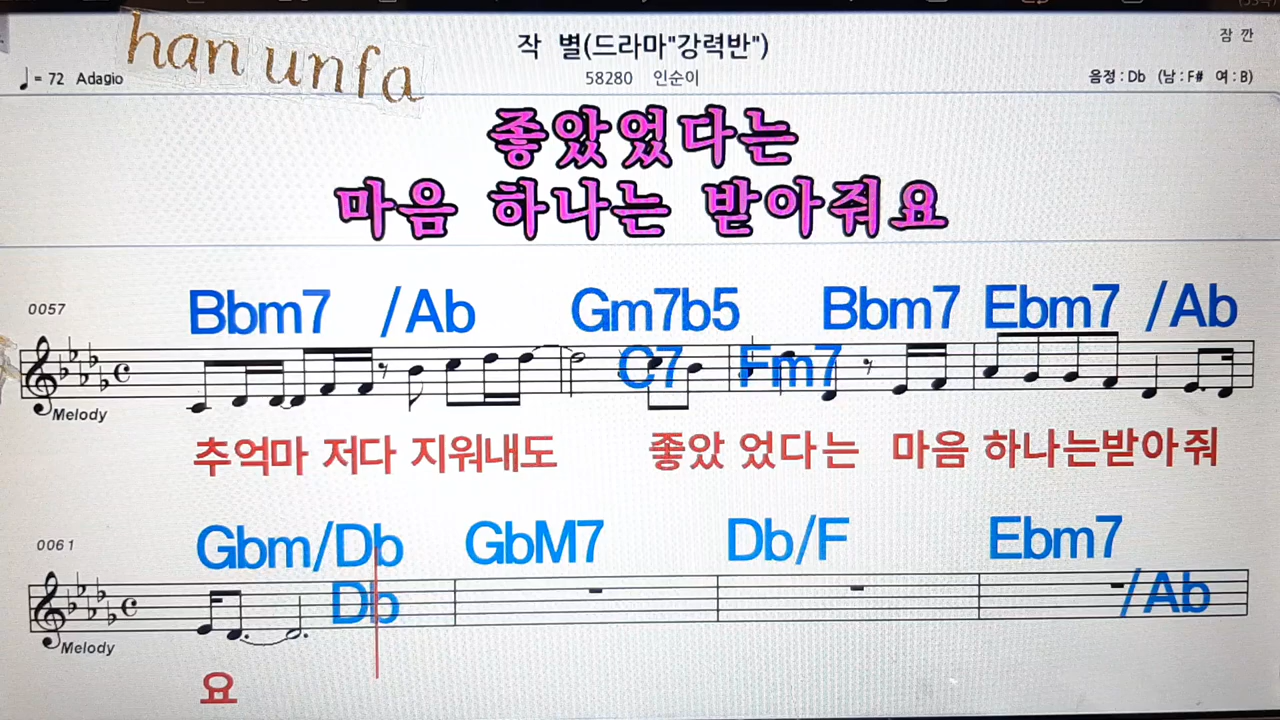 han unfa
작 별(드라마"강력반")
잠 깐
♩= 72 Adagio
58280 인순이
음정 : Db (남 : F# 여 : B)
좋았었다는
마음 하나는 받아줘요
0057
Bbm7 /Ab Gm7b5 Bbm7 Ebm7 /Ab
C7 Fm7
Melody
추억마 저다 지워내도 좋았 었다는 마음 하나는받아줘
0061
Gbm/Db GbM7 Db/F Ebm7
Db /Ab
Melody
요